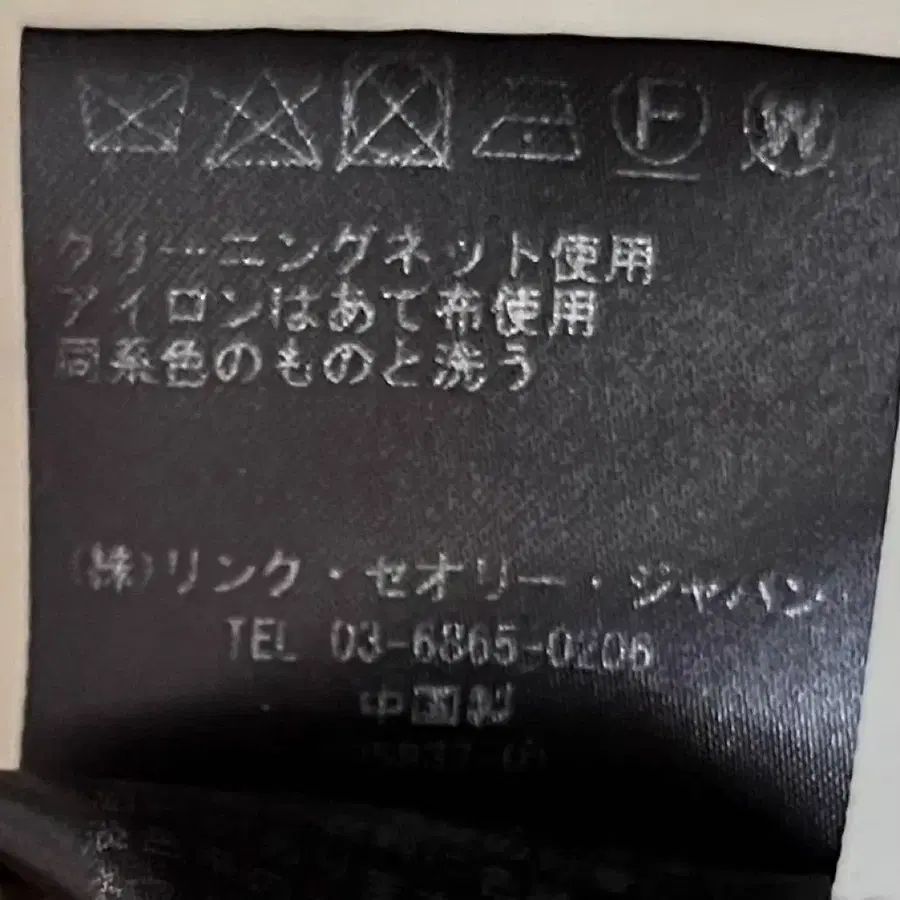 F W
クリーニングネット使用
アイロンはあて布使用
同系色のものと洗う
(株)リンク・セオリー・ジャパン
TEL 03-6865-0206
中国製